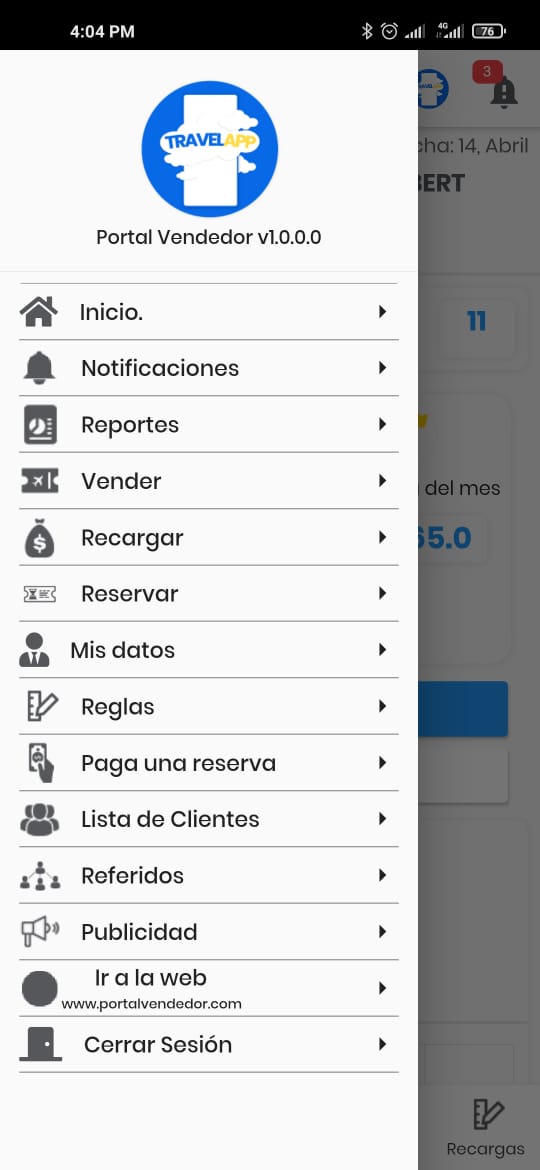 4:04 PM
4G
76
TRAVELAPP
3
Portal Vendedor v1.0.0.0
cha: 14, Abril
BERT
Inicio.
11
Notificaciones
Reportes
Vender
del mes
Recargar
65.0
Reservar
Mis datos
Reglas
Paga una reserva
Lista de Clientes
Referidos
Publicidad
Ir a la web
www.portalvendedor.com
Cerrar Sesión
Recargas